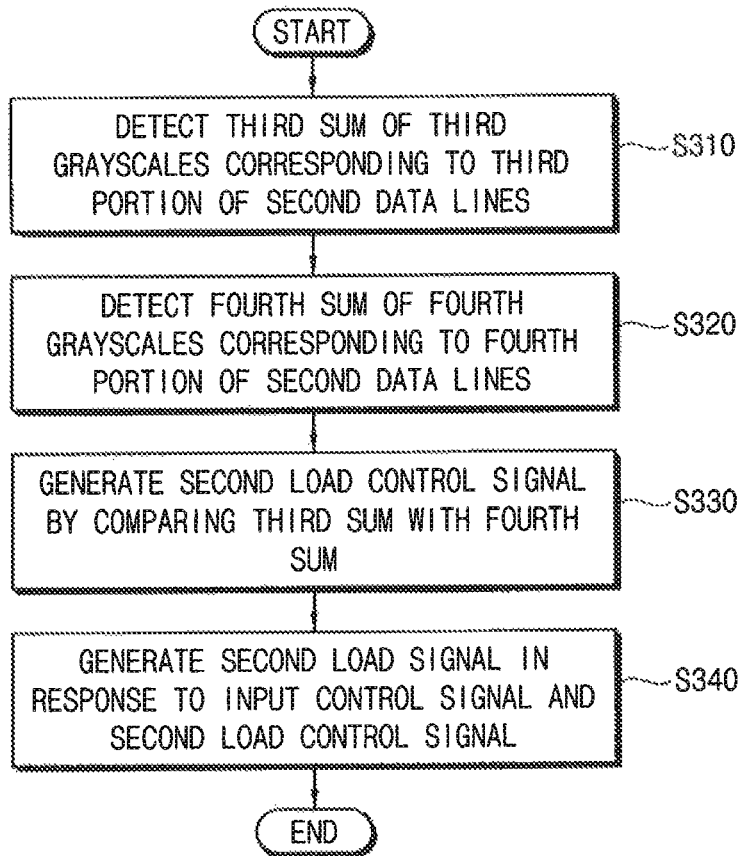 START
DETECT THIRD SUM OF THIRD
GRAYSCALES CORRESPONDING TO THIRD
PORTION OF SECOND DATA LINES
S310
DETECT FOURTH SUM OF FOURTH
GRAYSCALES CORRESPONDING TO FOURTH
PORTION OF SECOND DATA LINES
S320
GENERATE SECOND LOAD CONTROL SIGNAL
BY COMPARING THIRD SUM WITH FOURTH
SUM
S330
GENERATE SECOND LOAD SIGNAL IN
RESPONSE TO INPUT CONTROL SIGNAL AND
SECOND LOAD CONTROL SIGNAL
S340
END